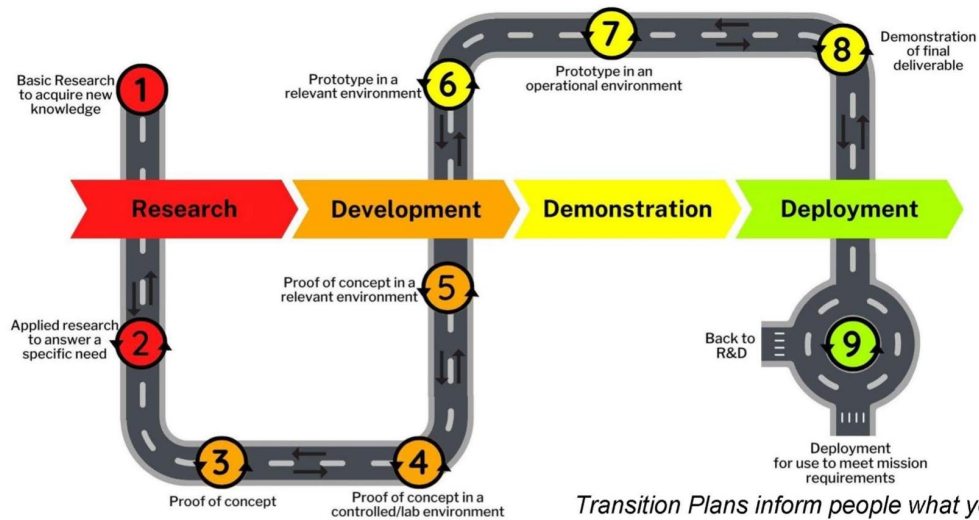 Basic Research
to acquire new
knowledge
1
Applied research
to answer a
specific need
2
3
Proof of concept
4
Proof of concept in a
controlled/lab environment
Proof of concept in a
relevant environment
5
Prototype in a
relevant environment
6
7
Prototype in an
operational environment
8
Demonstration
of final
deliverable
Research
Development
Demonstration
Deployment
9
Back to
R&D
Deployment
for use to meet mission
requirements
Transition Plans inform people what y